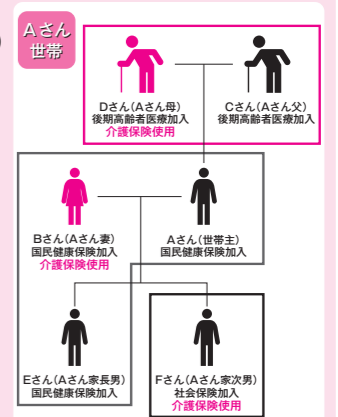 Aさん
世帯
Dさん(Aさん母)
後期高齢者医療加入
介護保険使用
Cさん(Aさん父)
後期高齢者医療加入
Bさん(Aさん妻)
国民健康保険加入
介護保険使用
Aさん(世帯主)
国民健康保険加入
Eさん(Aさん家長男)
国民健康保険加入
Fさん(Aさん家次男)
社会保険加入
介護保険使用